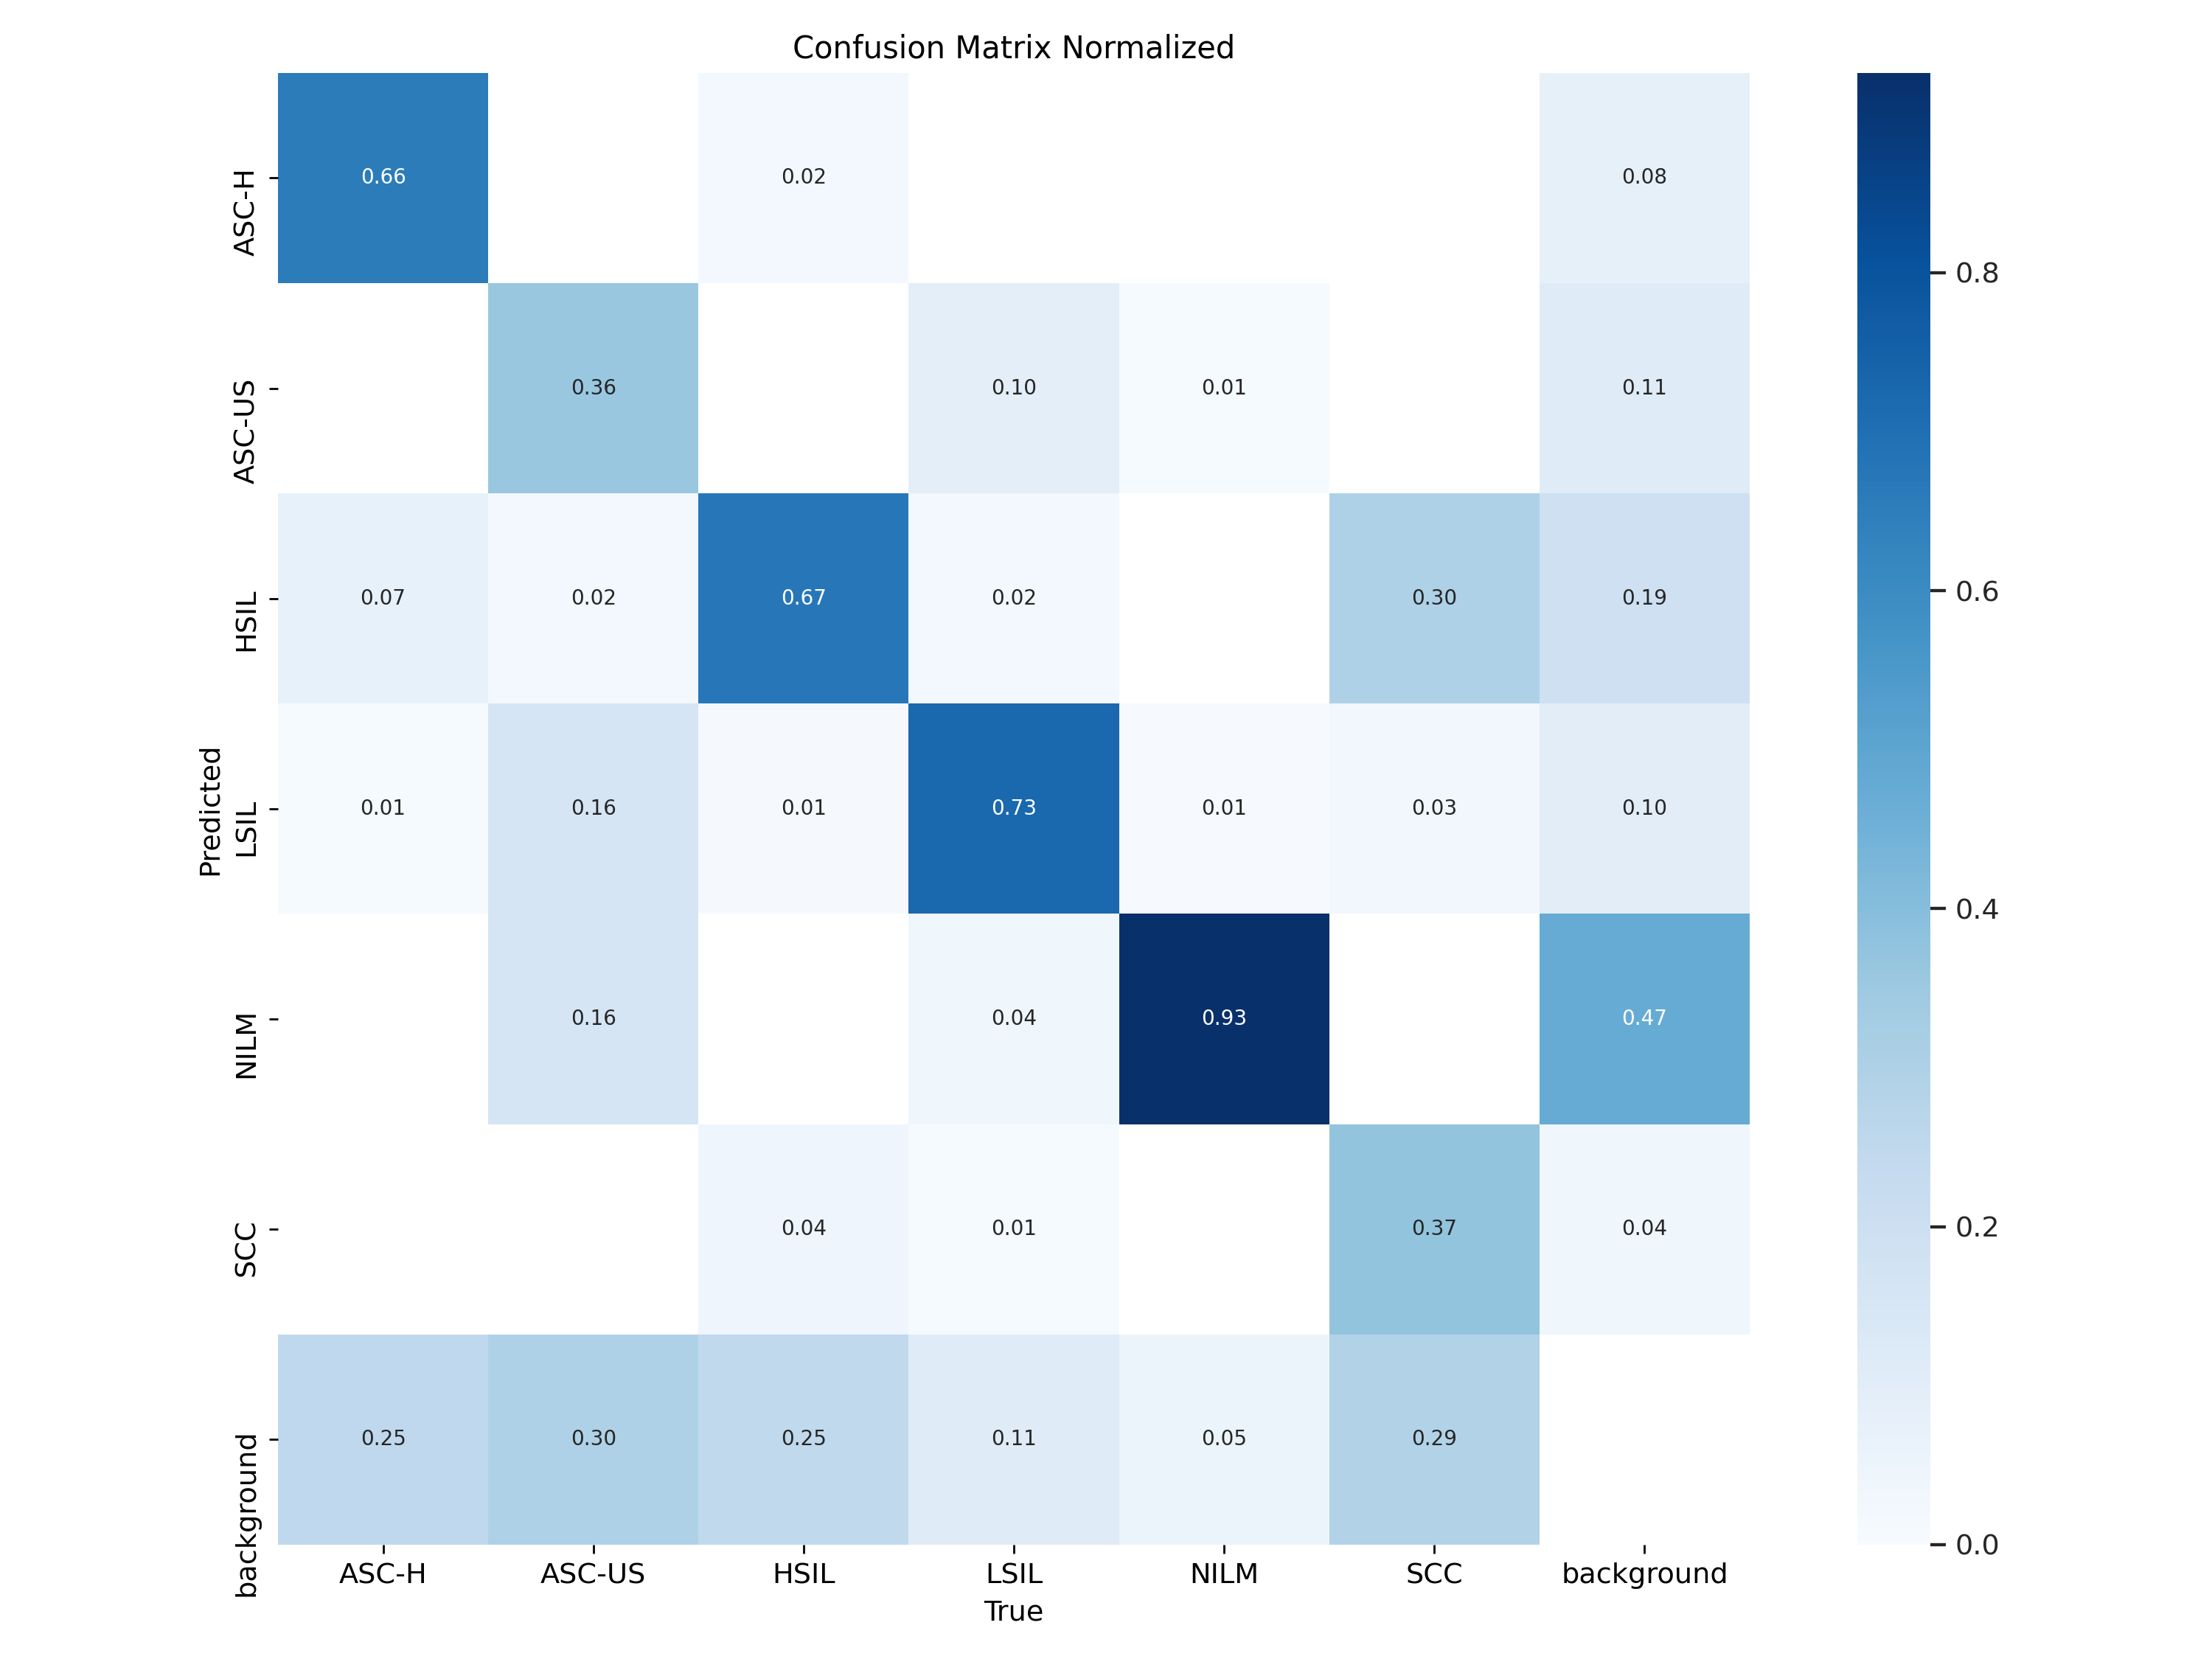 Confusion Matrix Normalized
ASC-H
0.66
0.02
0.08
0.8
ASC-US
0.36
0.10
0.01
0.11
0.6
HSIL
0.07
0.02
0.67
0.02
0.30
0.19
Predicted
LSIL
0.01
0.16
0.01
0.73
0.01
0.03
0.10
0.4
NILM
0.16
0.04
0.93
0.47
SCC
0.04
0.01
0.37
0.04
0.2
background
0.25
0.30
0.25
0.11
0.05
0.29
0.0
ASC-H
ASC-US
HSIL
LSIL
NILM
SCC
background
True